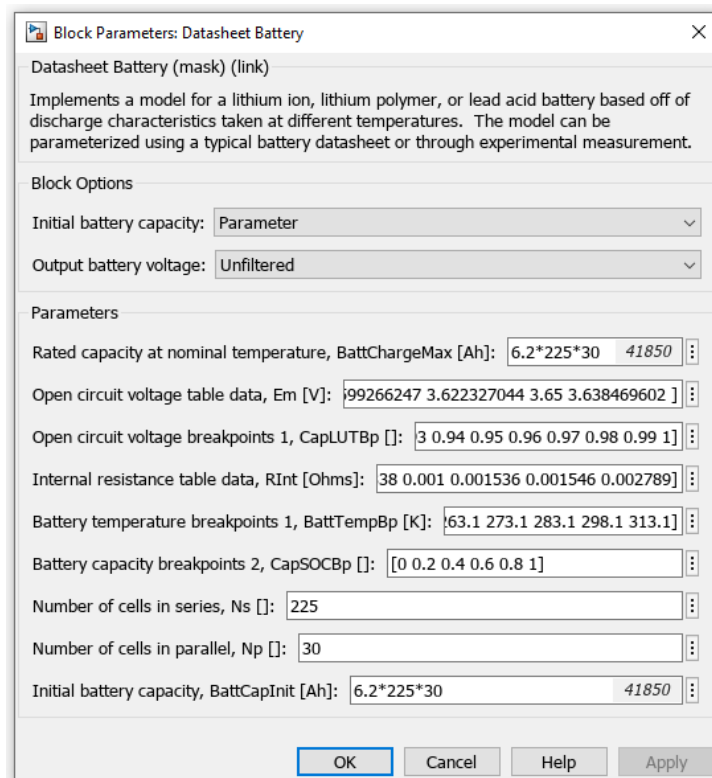 Block Parameters: Datasheet Battery
Datasheet Battery (mask) (link)
Implements a model for a lithium ion, lithium polymer, or lead acid battery based off of
discharge characteristics taken at different temperatures. The model can be
parameterized using a typical battery datasheet or through experimental measurement.
Block Options
Initial battery capacity: Parameter
Output battery voltage: Unfiltered
Parameters
Rated capacity at nominal temperature, BattChargeMax [Ah]: 6.2*225*30 41850
Open circuit voltage table data, Em [V]: 599266247 3.622327044 3.65 3.638469602 ]
Open circuit voltage breakpoints 1, CapLUTBp []: 93 0.94 0.95 0.96 0.97 0.98 0.99 1]
Internal resistance table data, RInt [Ohms]: 38 0.001 0.001536 0.001546 0.002789]
Battery temperature breakpoints 1, BattTempBp [K]: 263.1 273.1 283.1 298.1 313.1]
Battery capacity breakpoints 2, CapSOCBp []: [0 0.2 0.4 0.6 0.8 1]
Number of cells in series, Ns []: 225
Number of cells in parallel, Np []: 30
Initial battery capacity, BattCapInit [Ah]: 6.2*225*30 41850
OK Cancel Help Apply